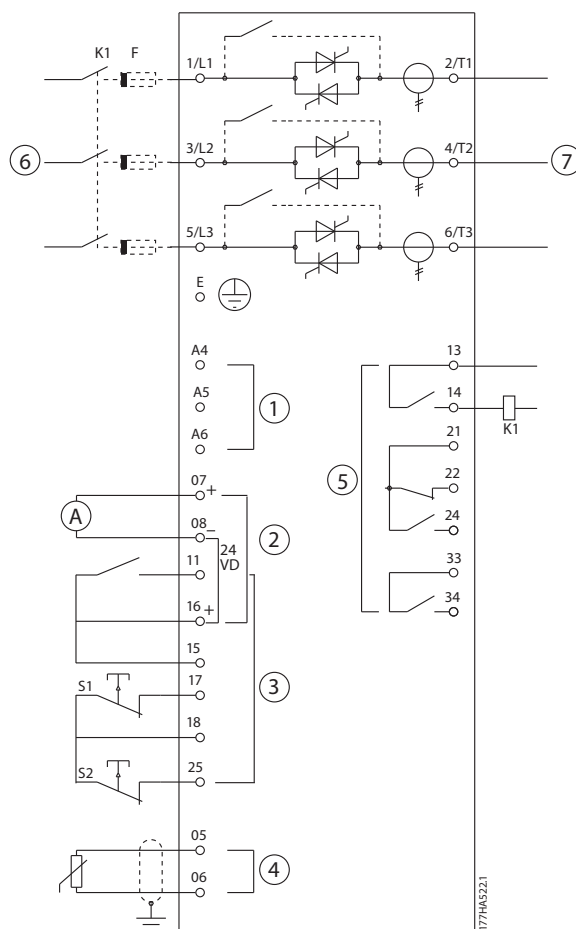 K1 F 1/L1 2/T1
6 3/L2 4/T2 7
5/L3 6/T3
E
A4 13
A5 1 14
A6 K1
21
07 + 5 22
A 08 − 2 24
24
VD
11 33
16 + 34
15
S1 17 3
18
S2 25
05
4
06
177HA522.1